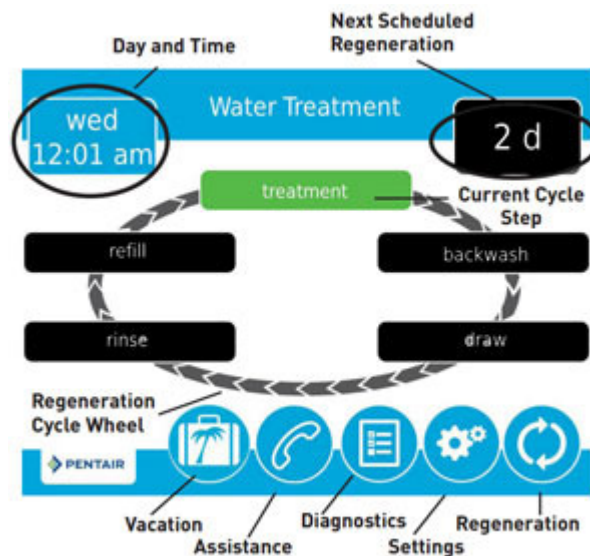 Day and Time
Next Scheduled
Regeneration
wed
12:01 am
Water Treatment
2 d
treatment
Current Cycle
Step
refill
backwash
rinse
draw
Regeneration
Cycle Wheel
PENTAIR
Vacation
Assistance
Diagnostics
Settings
Regeneration